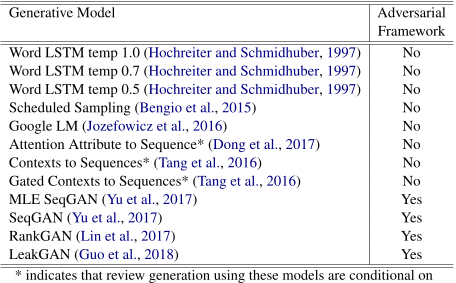 Generative Model Adversarial
Framework
Word LSTM temp 1.0 (Hochreiter and Schmidhuber, 1997) No
Word LSTM temp 0.7 (Hochreiter and Schmidhuber, 1997) No
Word LSTM temp 0.5 (Hochreiter and Schmidhuber, 1997) No
Scheduled Sampling (Bengio et al., 2015) No
Google LM (Jozefowicz et al., 2016) No
Attention Attribute to Sequence* (Dong et al., 2017) No
Contexts to Sequences* (Tang et al., 2016) No
Gated Contexts to Sequences* (Tang et al., 2016) No
MLE SeqGAN (Yu et al., 2017) Yes
SeqGAN (Yu et al., 2017) Yes
RankGAN (Lin et al., 2017) Yes
LeakGAN (Guo et al., 2018) Yes
* indicates that review generation using these models are conditional on